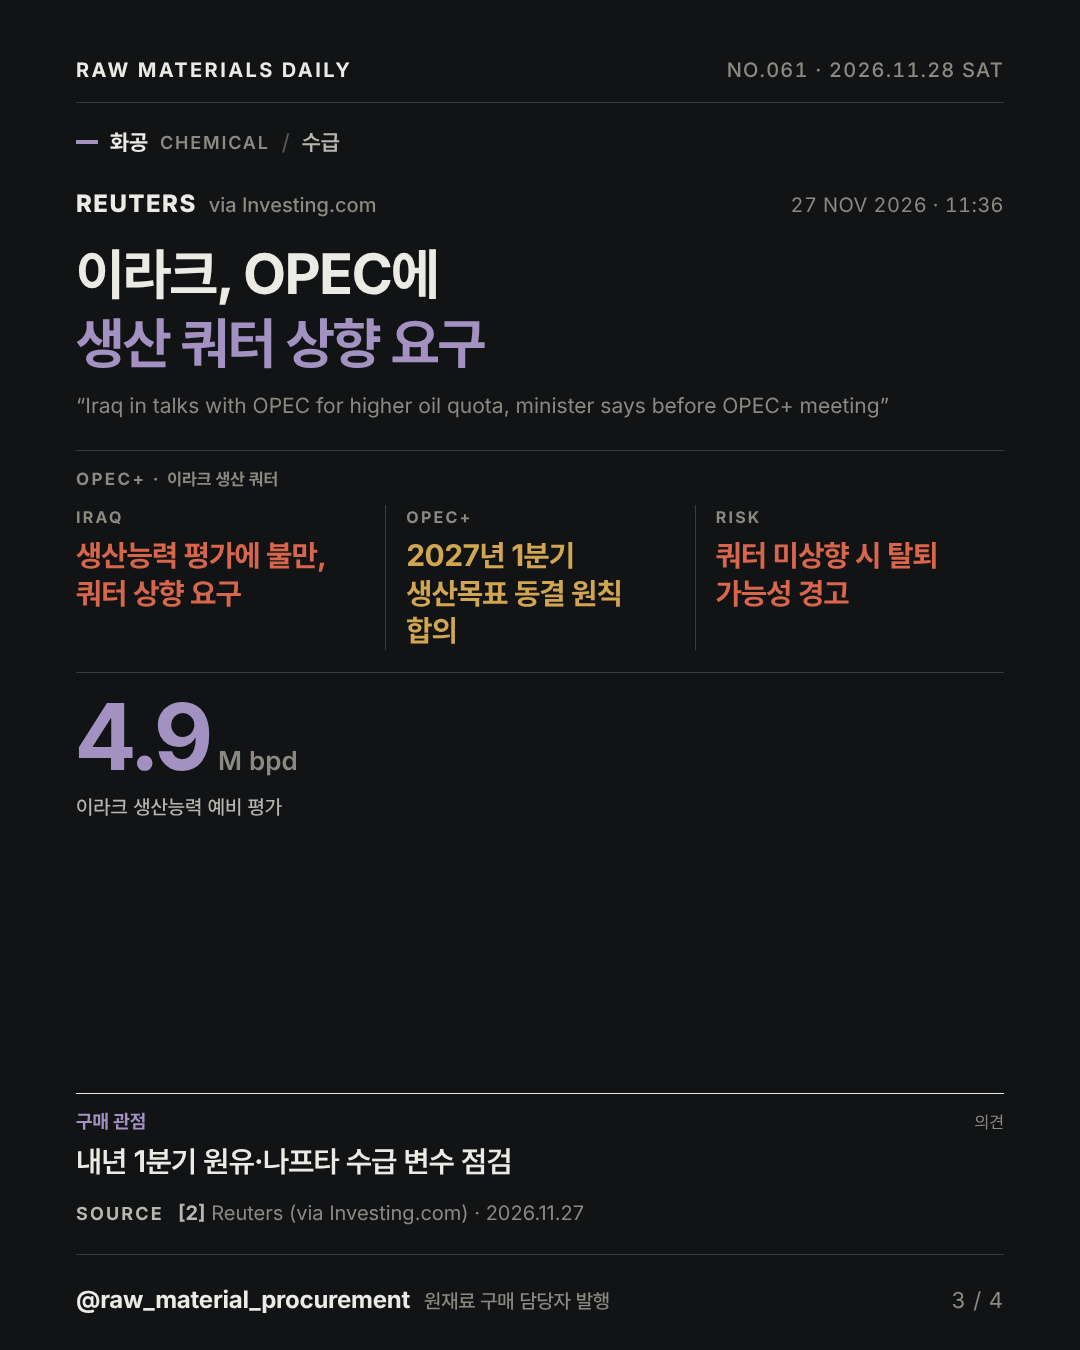 RAW MATERIALS DAILY
NO.061 · 2026.11.28 SAT
화공 CHEMICAL / 수급
REUTERS via Investing.com
27 NOV 2026 · 11:36
이라크, OPEC에
생산 쿼터 상향 요구
“Iraq in talks with OPEC for higher oil quota, minister says before OPEC+ meeting”
OPEC+ · 이라크 생산 쿼터
IRAQ
생산능력 평가에 불만,
쿼터 상향 요구
OPEC+
2027년 1분기
생산목표 동결 원칙
합의
RISK
쿼터 미상향 시 탈퇴
가능성 경고
4.9 M bpd
이라크 생산능력 예비 평가
구매 관점
의견
내년 1분기 원유·나프타 수급 변수 점검
SOURCE [2] Reuters (via Investing.com) · 2026.11.27
@raw_material_procurement 원재료 구매 담당자 발행
3 / 4